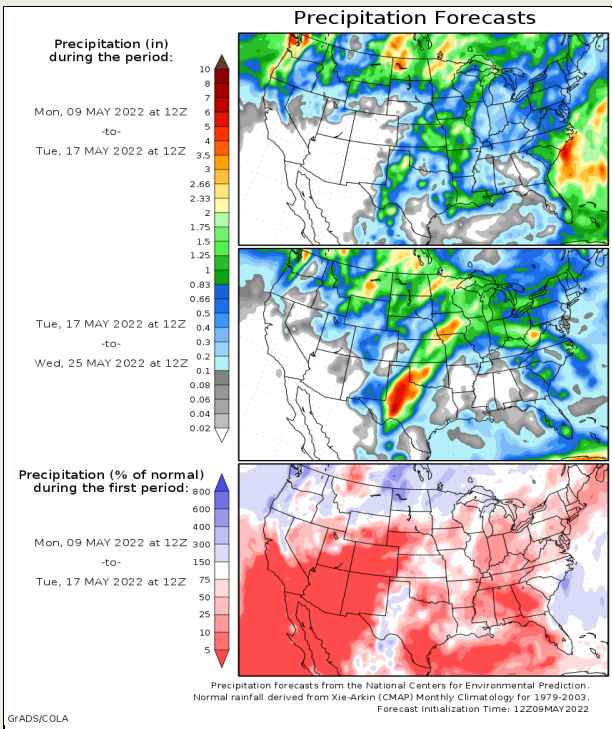 Precipitation Forecasts
Precipitation (in)
during the period:
Mon, 09 MAY 2022 at 12Z
-to-
Tue, 17 MAY 2022 at 12Z
10
8
7
6
5
4
3.5
3
2.66
2.33
2
1.75
1.5
1.25
1
0.83
0.66
0.5
0.4
0.3
0.2
0.1
0.08
0.06
0.04
0.02
Tue, 17 MAY 2022 at 12Z
-to-
Wed, 25 MAY 2022 at 12Z
Precipitation (% of normal)
during the first period:
Mon, 09 MAY 2022 at 12Z
-to-
Tue, 17 MAY 2022 at 12Z
800
600
400
300
150
75
50
25
10
5
Precipitation forecasts from the National Centers for Environmental Prediction.
Normal rainfall derived from Xie-Arkin (CMAP) Monthly Climatology for 1979-2003.
Forecast Initialization Time: 12Z09MAY2022
GrADS/COLA